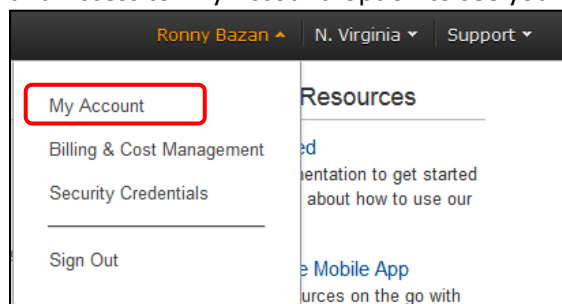 Ronny Bazan N. Virginia Support
My Account
Resources
Billing & Cost Management
ed
entation to get started
Security Credentials
about how to use our
Sign Out
e Mobile App
urces on the go with